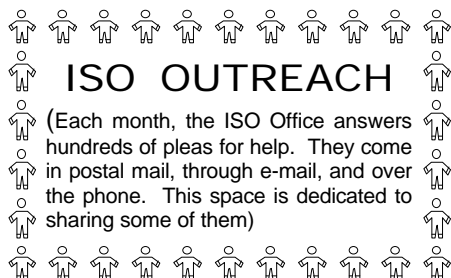 ISO OUTREACH
(Each month, the ISO Office answers
hundreds of pleas for help. They come
in postal mail, through e-mail, and over
the phone. This space is dedicated to
sharing some of them)